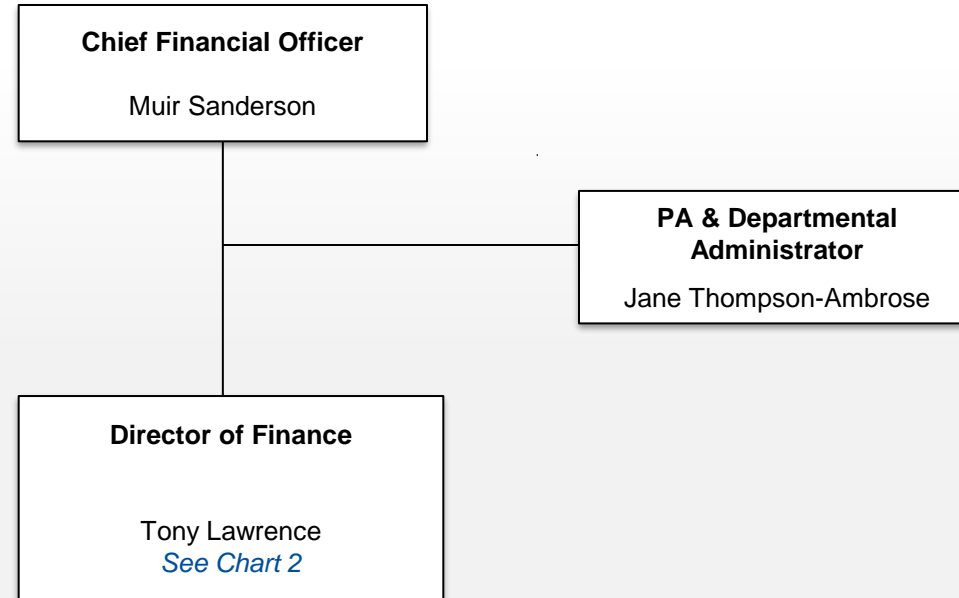 Chief Financial Officer
Muir Sanderson
PA & Departmental
Administrator
Jane Thompson-Ambrose
Director of Finance
Tony Lawrence
See Chart 2